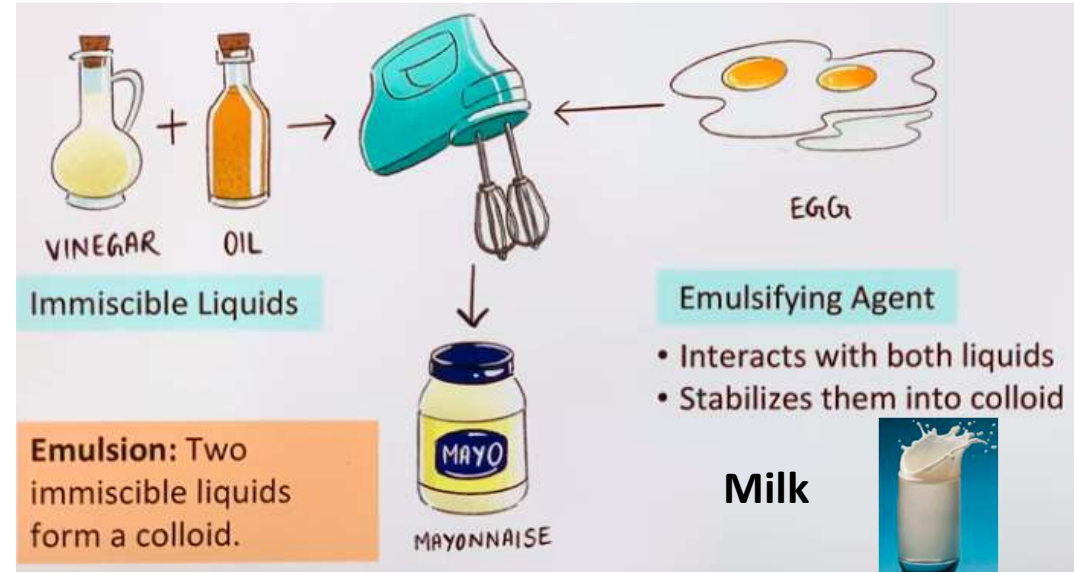 +
VINEGAR
OIL
EGG
Immiscible Liquids
Emulsifying Agent
• Interacts with both liquids
• Stabilizes them into colloid
MAYO
MAYONNAISE
Emulsion: Two
immiscible liquids
form a colloid.
Milk